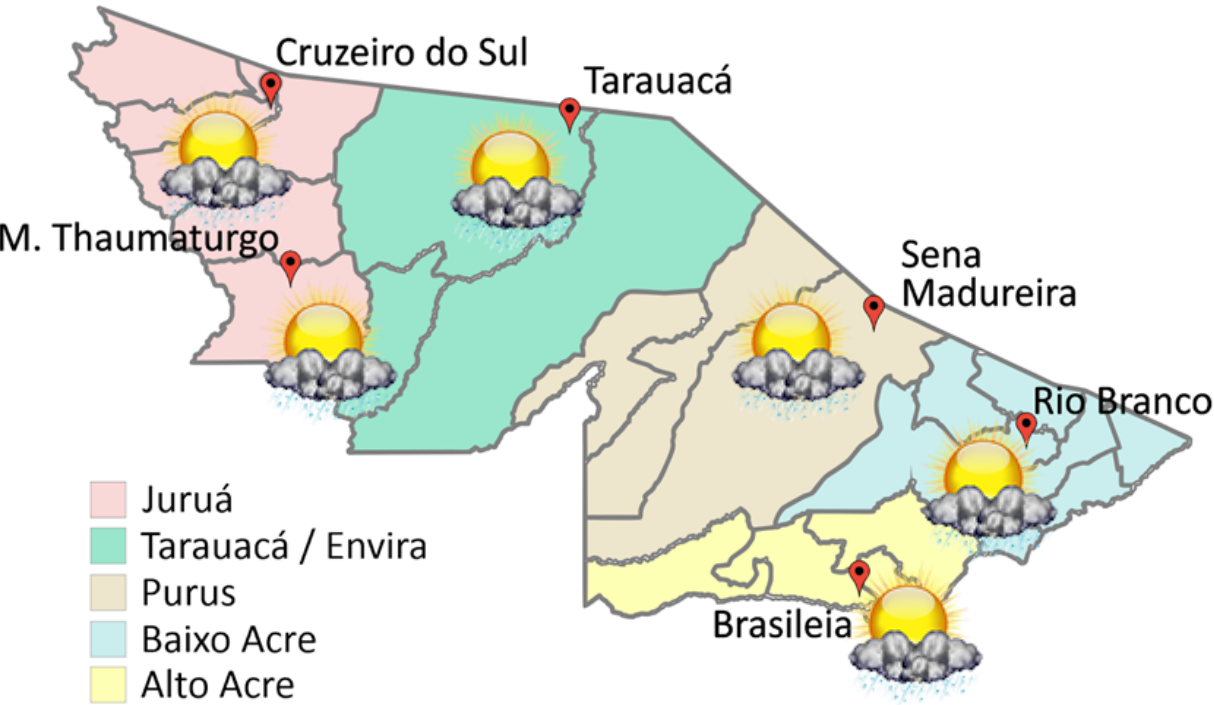 Cruzeiro do Sul
Tarauacá
M. Thaumaturgo
Sena
Madureira
Rio Branco
Brasileia
Juruá
Tarauacá / Envira
Purus
Baixo Acre
Alto Acre